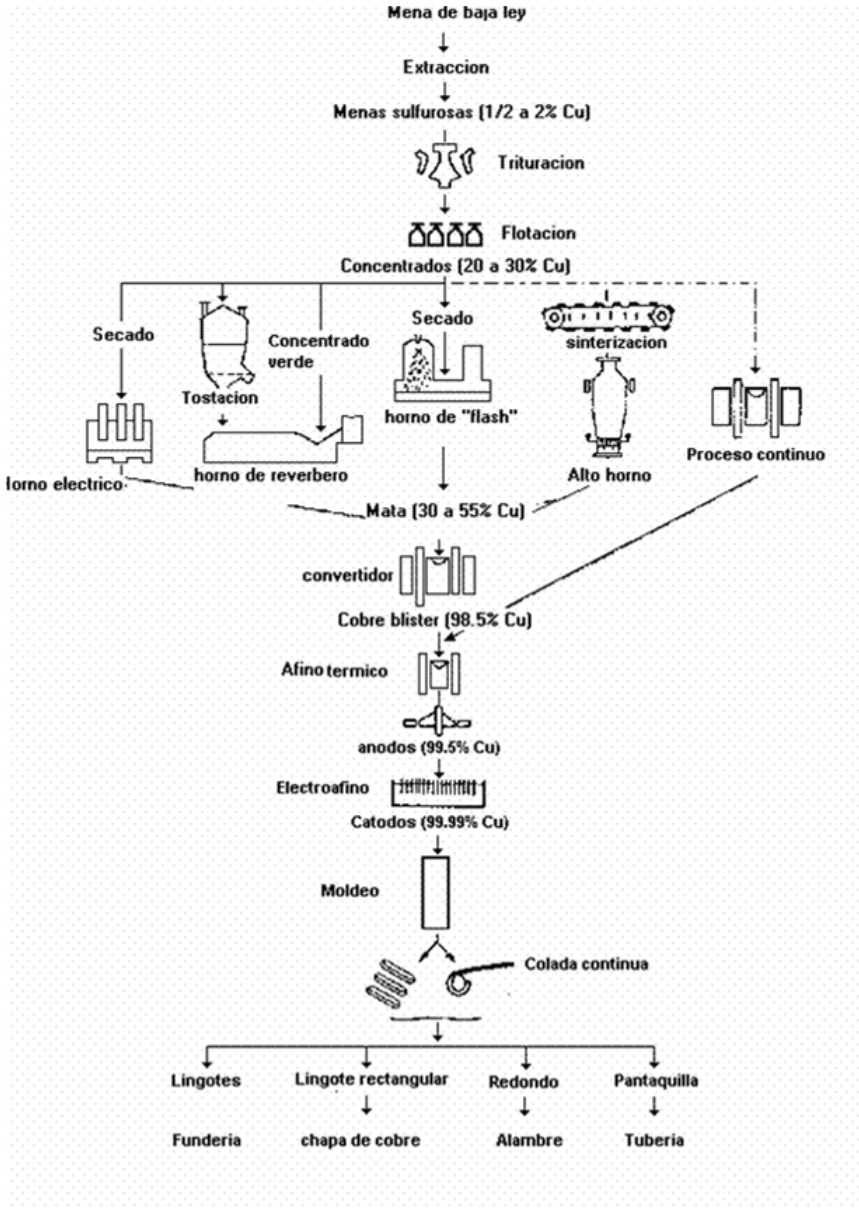 Mena de baja ley
Extraccion
Menas sulfurosas (1/2 a 2% Cu)
Trituracion
Flotacion
Concentrados (20 a 30% Cu)
Secado
Tostacion
Concentrado
verde
Secado
sinterizacion
horno de "flash"
Horno electrico
horno de reverbero
Alto horno
Proceso continuo
Mata (30 a 55% Cu)
convertidor
Cobre blister (98.5% Cu)
Afino termico
anodos (99.5% Cu)
Electroafino
Catodos (99.99% Cu)
Moldeo
Colada continua
Lingotes
Lingote rectangular
Redondo
Pantaquilla
Funderia
chapa de cobre
Alambre
Tuberia